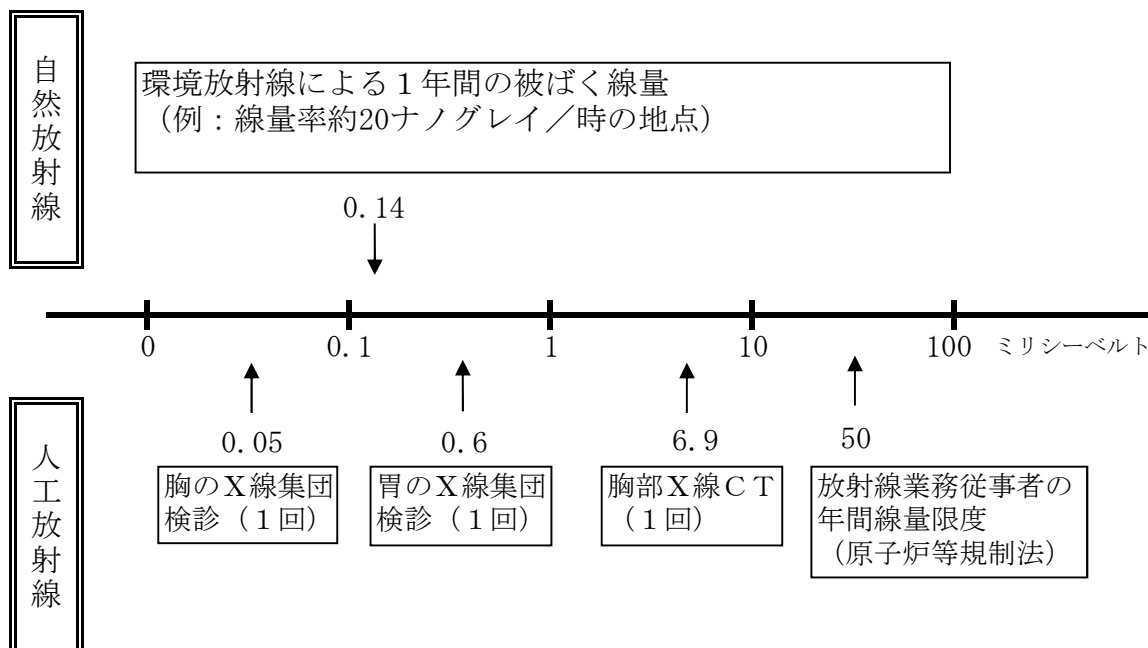 自然放射線
環境放射線による１年間の被ばく線量
（例：線量率約20ナノグレイ／時の地点）
0.14
0 0.1 1 10 100 ミリシーベルト
人工放射線
0.05 0.6 6.9 50
胸のＸ線集団
検診（１回）
胃のＸ線集団
検診（１回）
胸部Ｘ線ＣＴ
（１回）
放射線業務従事者の
年間線量限度
（原子炉等規制法）